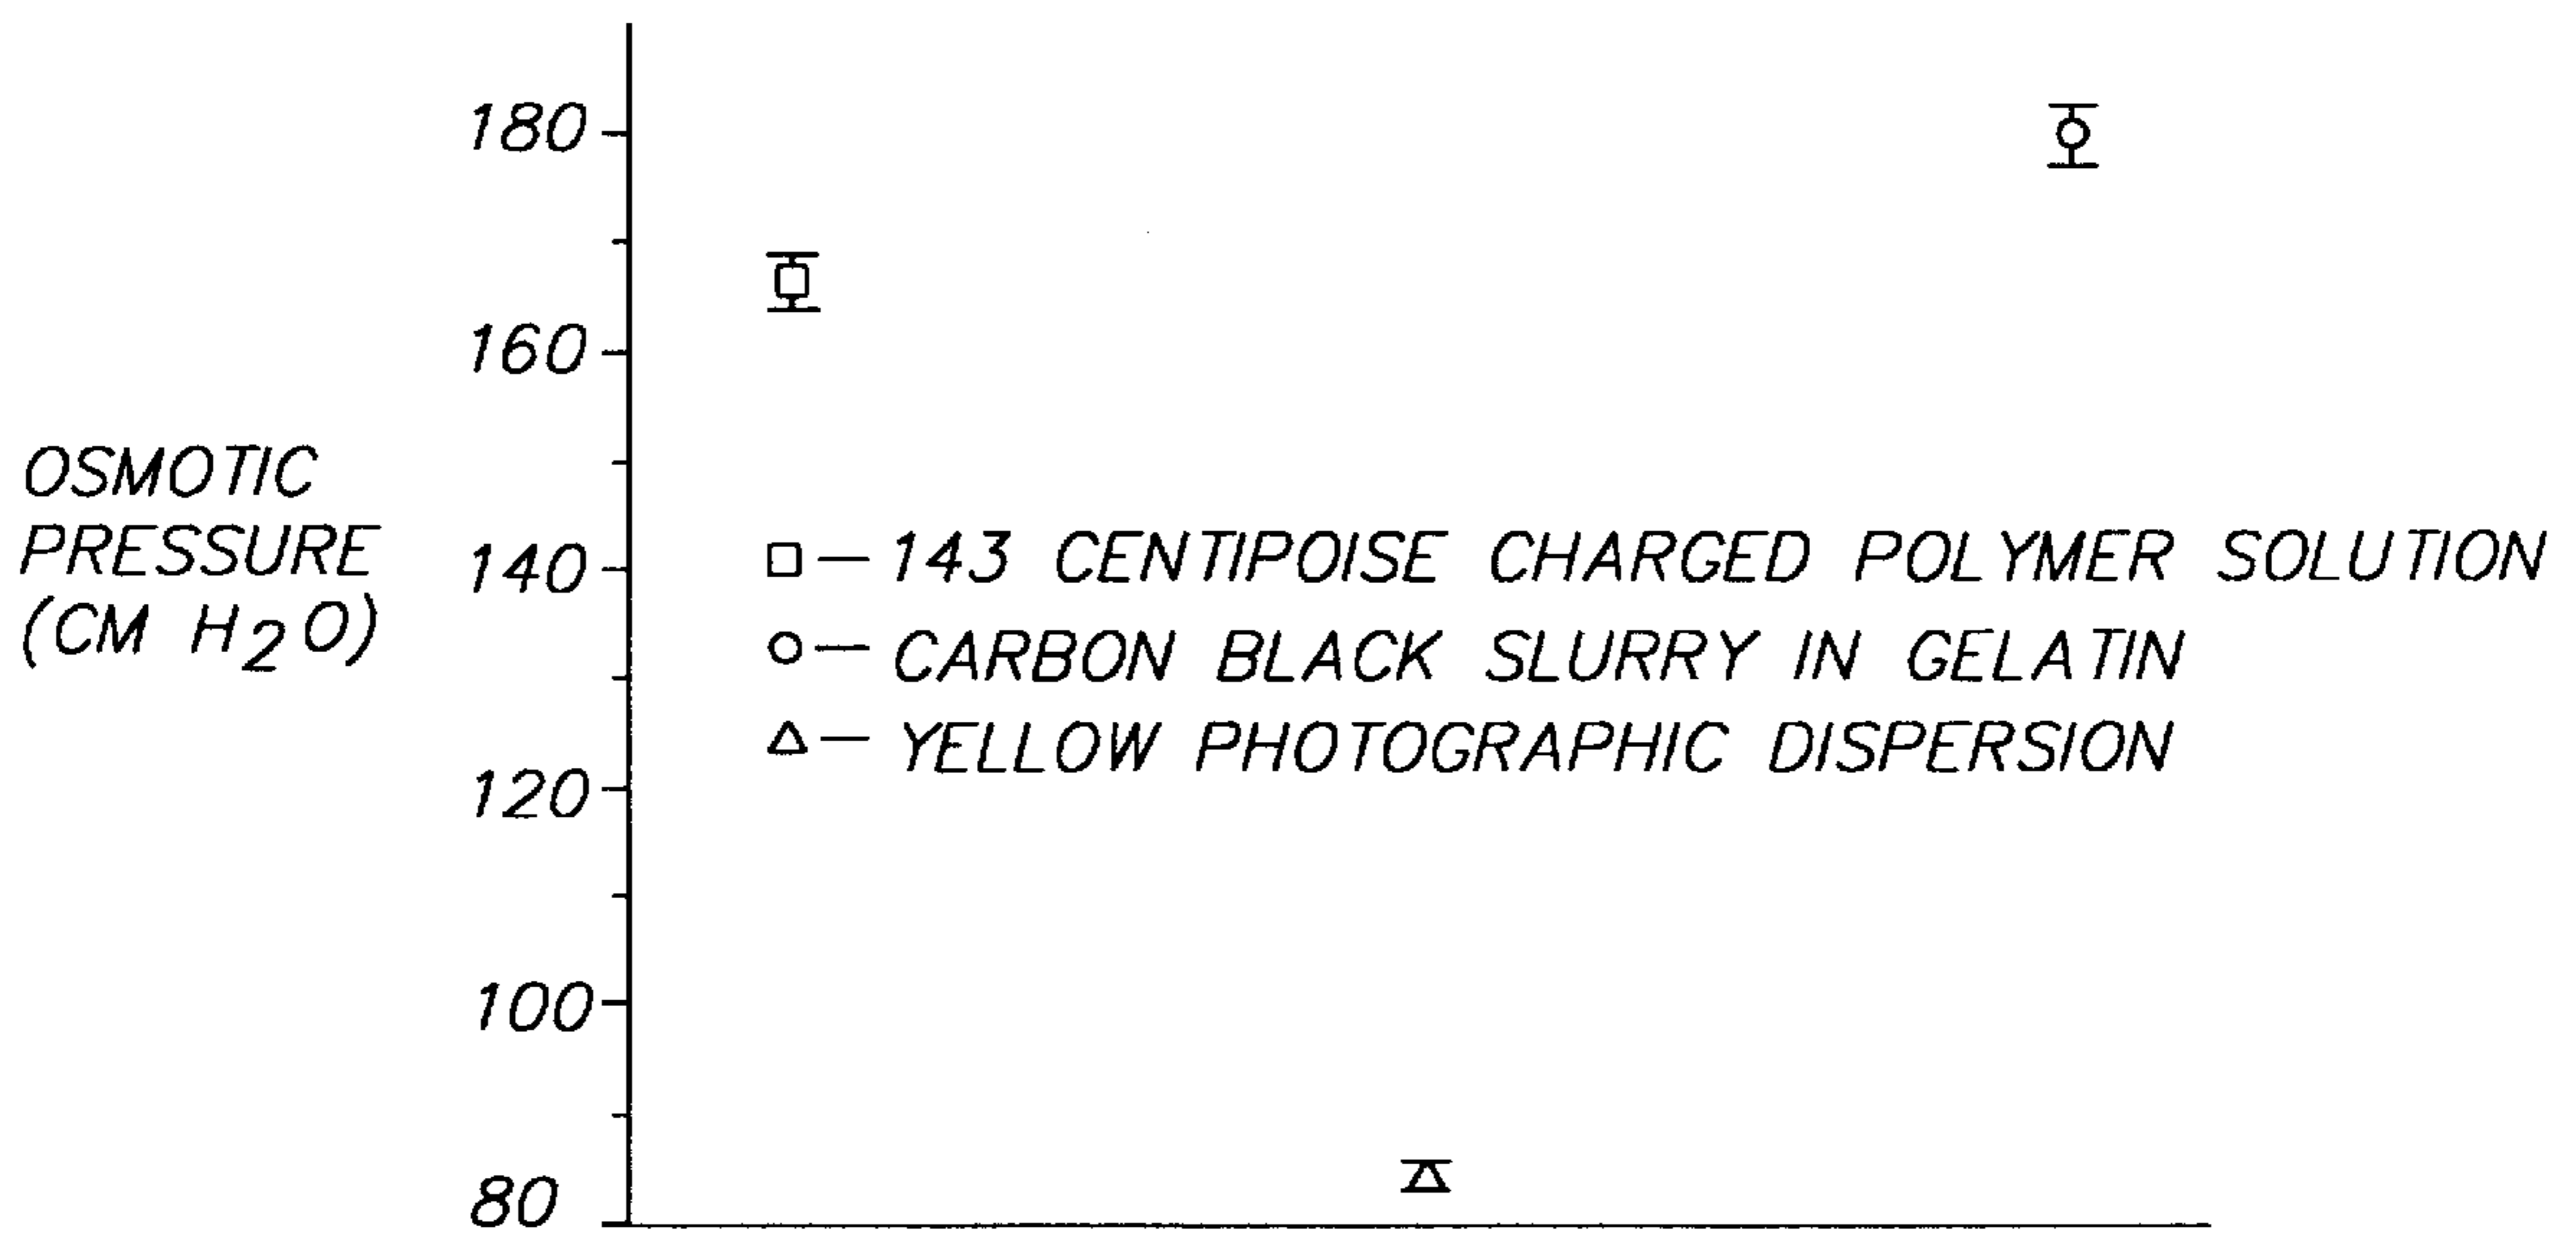 180
160
OSMOTIC
PRESSURE
(CM H2O)
140
□ — 143 CENTIPOISE CHARGED POLYMER SOLUTION
○ — CARBON BLACK SLURRY IN GELATIN
△ — YELLOW PHOTOGRAPHIC DISPERSION
120
100
80